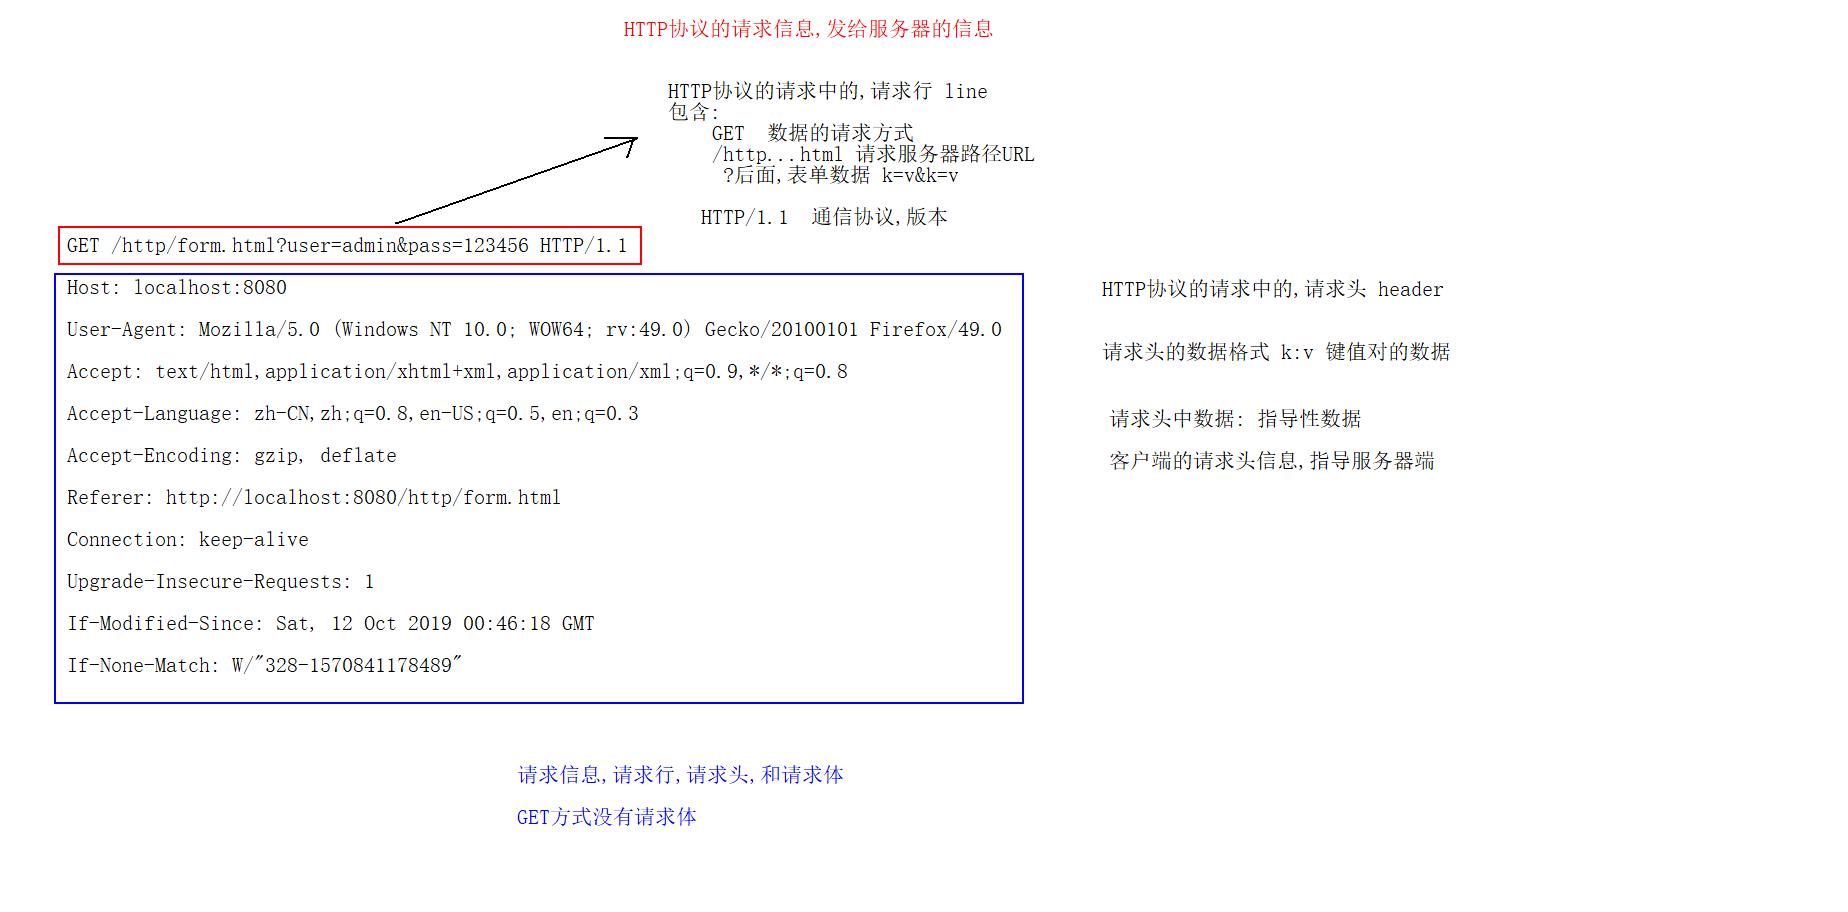 HTTP协议的请求信息,发给服务器的信息
HTTP协议的请求中的,请求行 line
包含:
GET 数据的请求方式
/http...html 请求服务器路径URL
?后面,表单数据 k=v&k=v
HTTP/1.1 通信协议,版本
GET /http/form.html?user=admin&pass=123456 HTTP/1.1
Host: localhost:8080
User-Agent: Mozilla/5.0 (Windows NT 10.0; WOW64; rv:49.0) Gecko/20100101 Firefox/49.0
Accept: text/html,application/xhtml+xml,application/xml;q=0.9,*/*;q=0.8
Accept-Language: zh-CN,zh;q=0.8,en-US;q=0.5,en;q=0.3
Accept-Encoding: gzip, deflate
Referer: http://localhost:8080/http/form.html
Connection: keep-alive
Upgrade-Insecure-Requests: 1
If-Modified-Since: Sat, 12 Oct 2019 00:46:18 GMT
If-None-Match: W/"328-1570841178489"
HTTP协议的请求中的,请求头 header
请求头的数据格式 k:v 键值对的数据
请求头中数据: 指导性数据
客户端的请求头信息,指导服务器端
请求信息,请求行,请求头,和请求体
GET方式没有请求体